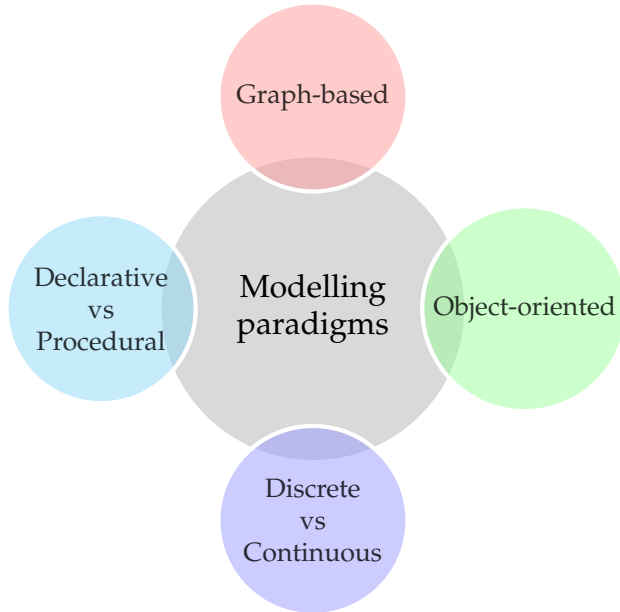 Graph-based
Declarative
vs
Procedural
Modelling
paradigms
Object-oriented
Discrete
vs
Continuous